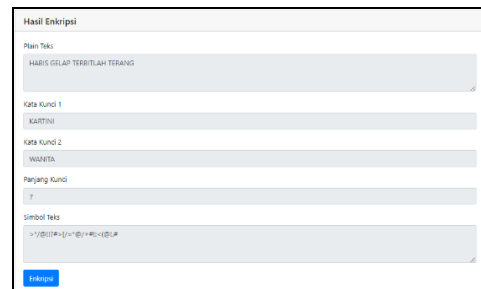 Hasil Enkripsi
Plain Teks
HABIS GELAP TERBITLAH TERANG
Kata Kunci 1
KARTINI
Kata Kunci 2
WANITA
Panjang Kunci
7
Simbol Teks
Enkripsi